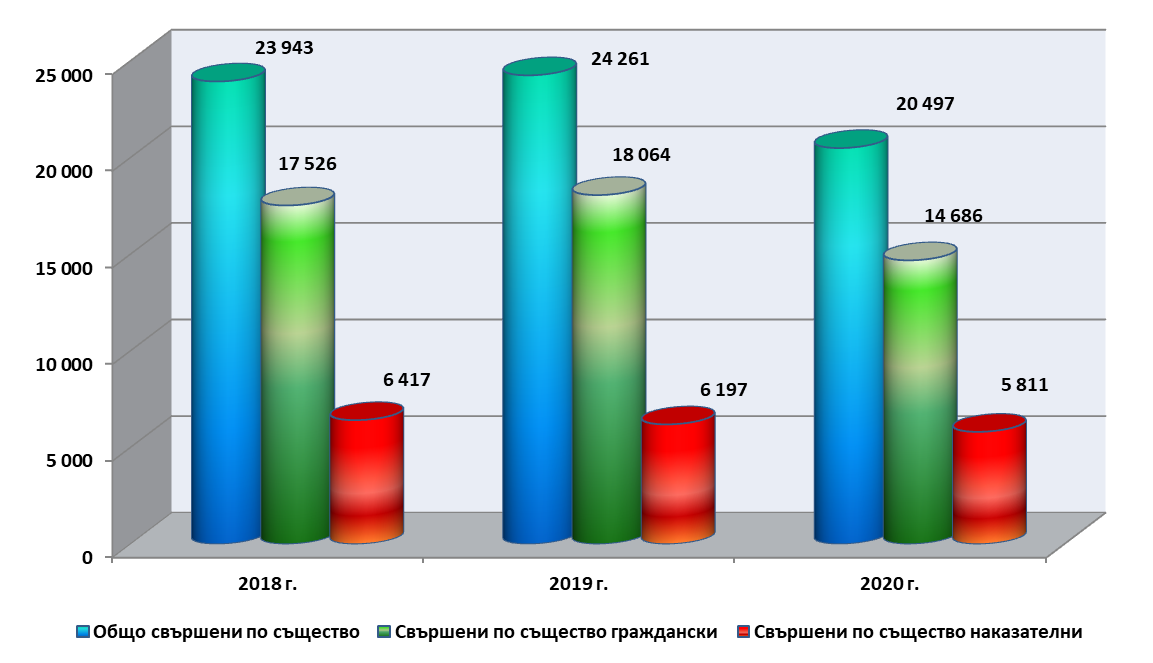 23 943
24 261
25 000
20 497
20 000
17 526
18 064
14 686
15 000
10 000
6 417
6 197
5 811
5 000
0
2018 г.
2019 г.
2020 г.
Общо свършени по същество
Свършени по същество граждански
Свършени по същество наказателни